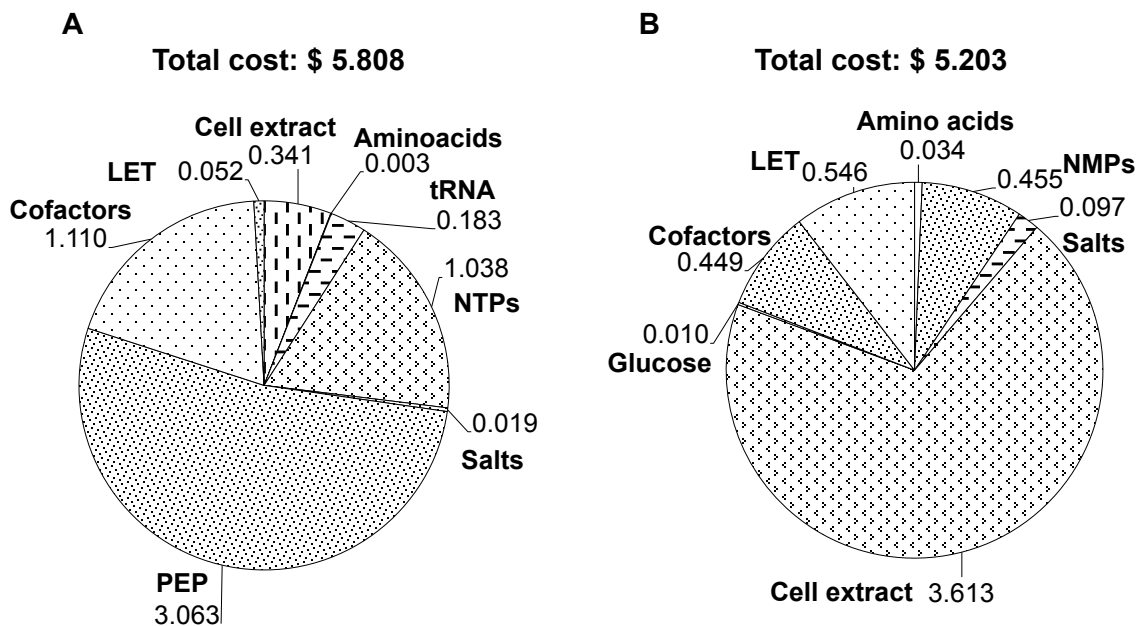 A
Total cost: $ 5.808
Cell extract
0.341
Aminoacids
0.003
LET
0.052
tRNA
0.183
Cofactors
1.110
1.038
NTPs
0.019
Salts
PEP
3.063
B
Total cost: $ 5.203
Amino acids
0.034
LET
0.546
0.455
NMPs
0.097
Salts
Cofactors
0.449
0.010
Glucose
Cell extract 3.613